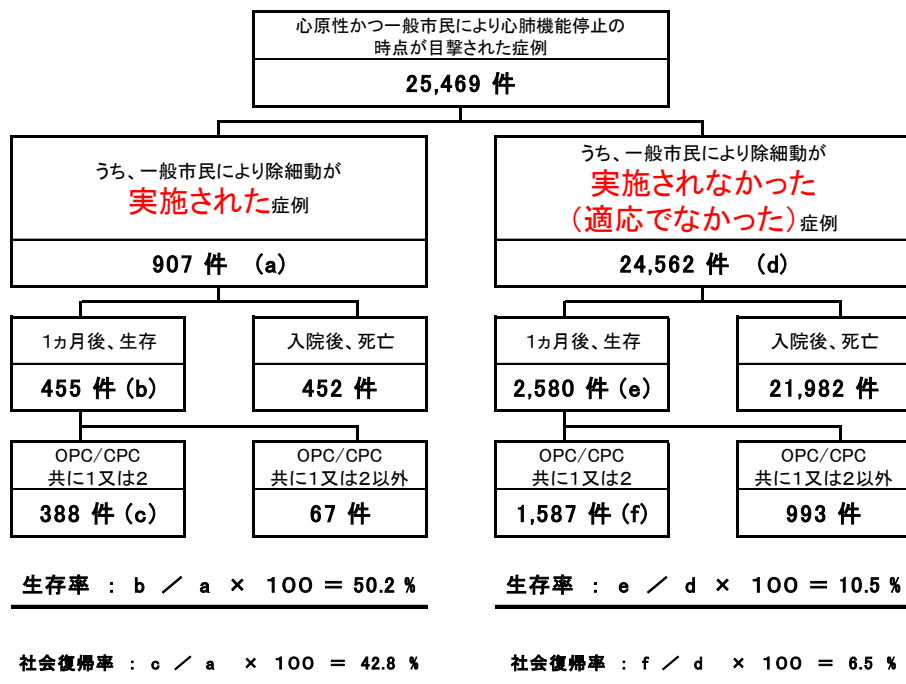 心原性かつ一般市民により心肺機能停止の
時点が目撃された症例
25,469 件
うち、一般市民により除細動が
実施された症例
907 件 (a)
うち、一般市民により除細動が
実施されなかった
(適応でなかった)症例
24,562 件 (d)
1ヵ月後、生存
455 件 (b)
入院後、死亡
452 件
1ヵ月後、生存
2,580 件 (e)
入院後、死亡
21,982 件
OPC/CPC
共に1又は2
388 件 (c)
OPC/CPC
共に1又は2以外
67 件
OPC/CPC
共に1又は2
1,587 件 (f)
OPC/CPC
共に1又は2以外
993 件
生存率 : b / a × 100 = 50.2 %
生存率 : e / d × 100 = 10.5 %
社会復帰率 : c / a × 100 = 42.8 %
社会復帰率 : f / d × 100 = 6.5 %